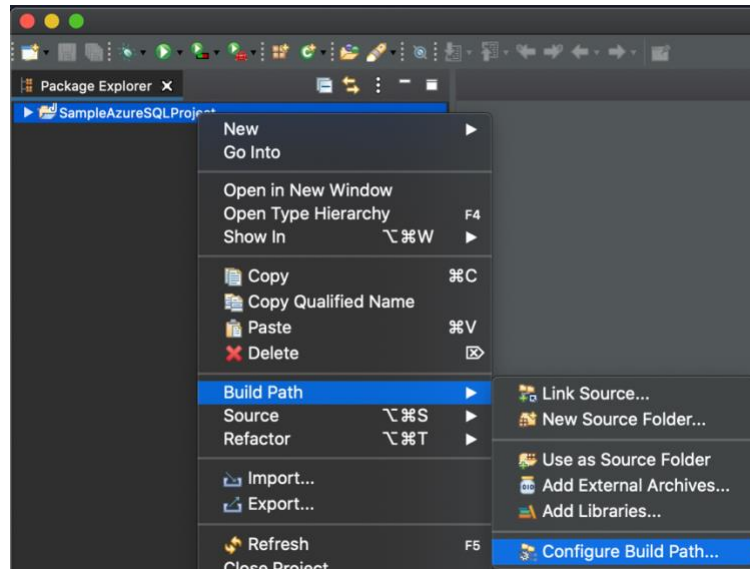 Package Explorer X
SampleAzureSQLProject
New
Go Into
Open in New Window
Open Type Hierarchy F4
Show In ⌥⌘W
Copy ⌘C
Copy Qualified Name
Paste ⌘V
Delete ⌦
Build Path
Source ⌥⌘S
Refactor ⌥⌘T
Import...
Export...
Refresh F5
Close Project
Link Source...
New Source Folder...
Use as Source Folder
Add External Archives...
Add Libraries...
Configure Build Path...